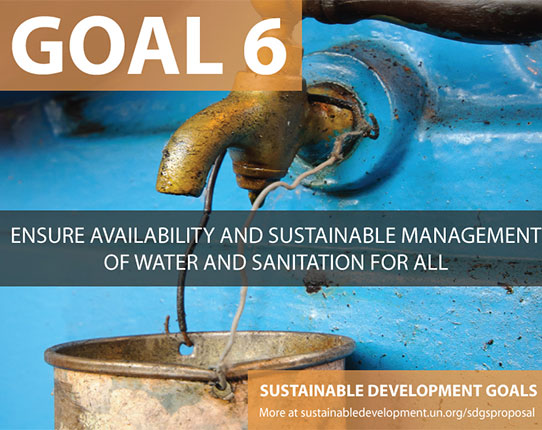 GOAL 6
ENSURE AVAILABILITY AND SUSTAINABLE MANAGEMENT
OF WATER AND SANITATION FOR ALL
SUSTAINABLE DEVELOPMENT GOALS
More at sustainabledevelopment.un.org/sdgsproposal